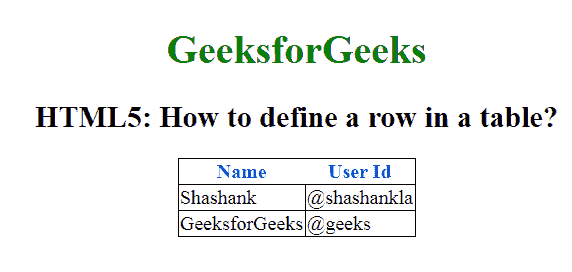 GeeksforGeeks
HTML5: How to define a row in a table?
Name User Id
Shashank @shashankla
GeeksforGeeks @geeks